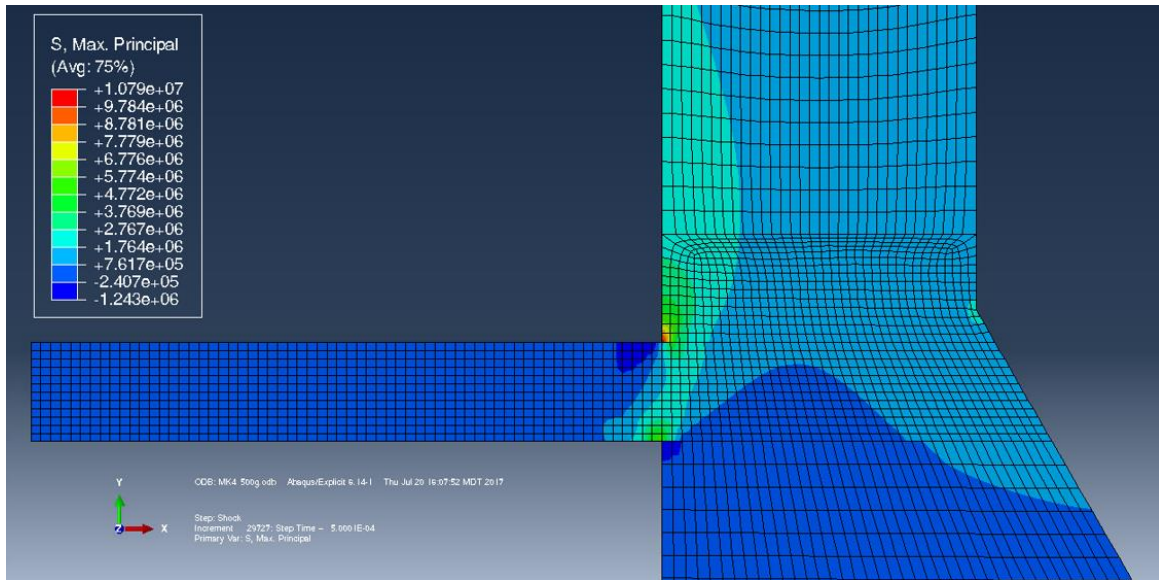 S, Max. Principal
(Avg: 75%)
+1.079e+07
+9.784e+06
+8.781e+06
+7.779e+06
+6.776e+06
+5.774e+06
+4.772e+06
+3.769e+06
+2.767e+06
+1.764e+06
+7.617e+05
-2.407e+05
-1.243e+06
Y
Z X
ODB: MK4 500g.odb Abaqus/Explicit 6.14-1 Thu Jul 20 16:07:52 MDT 2017
Step: Shock
Increment 29727: Step Time = 5.0001E-04
Primary Var: S, Max. Principal